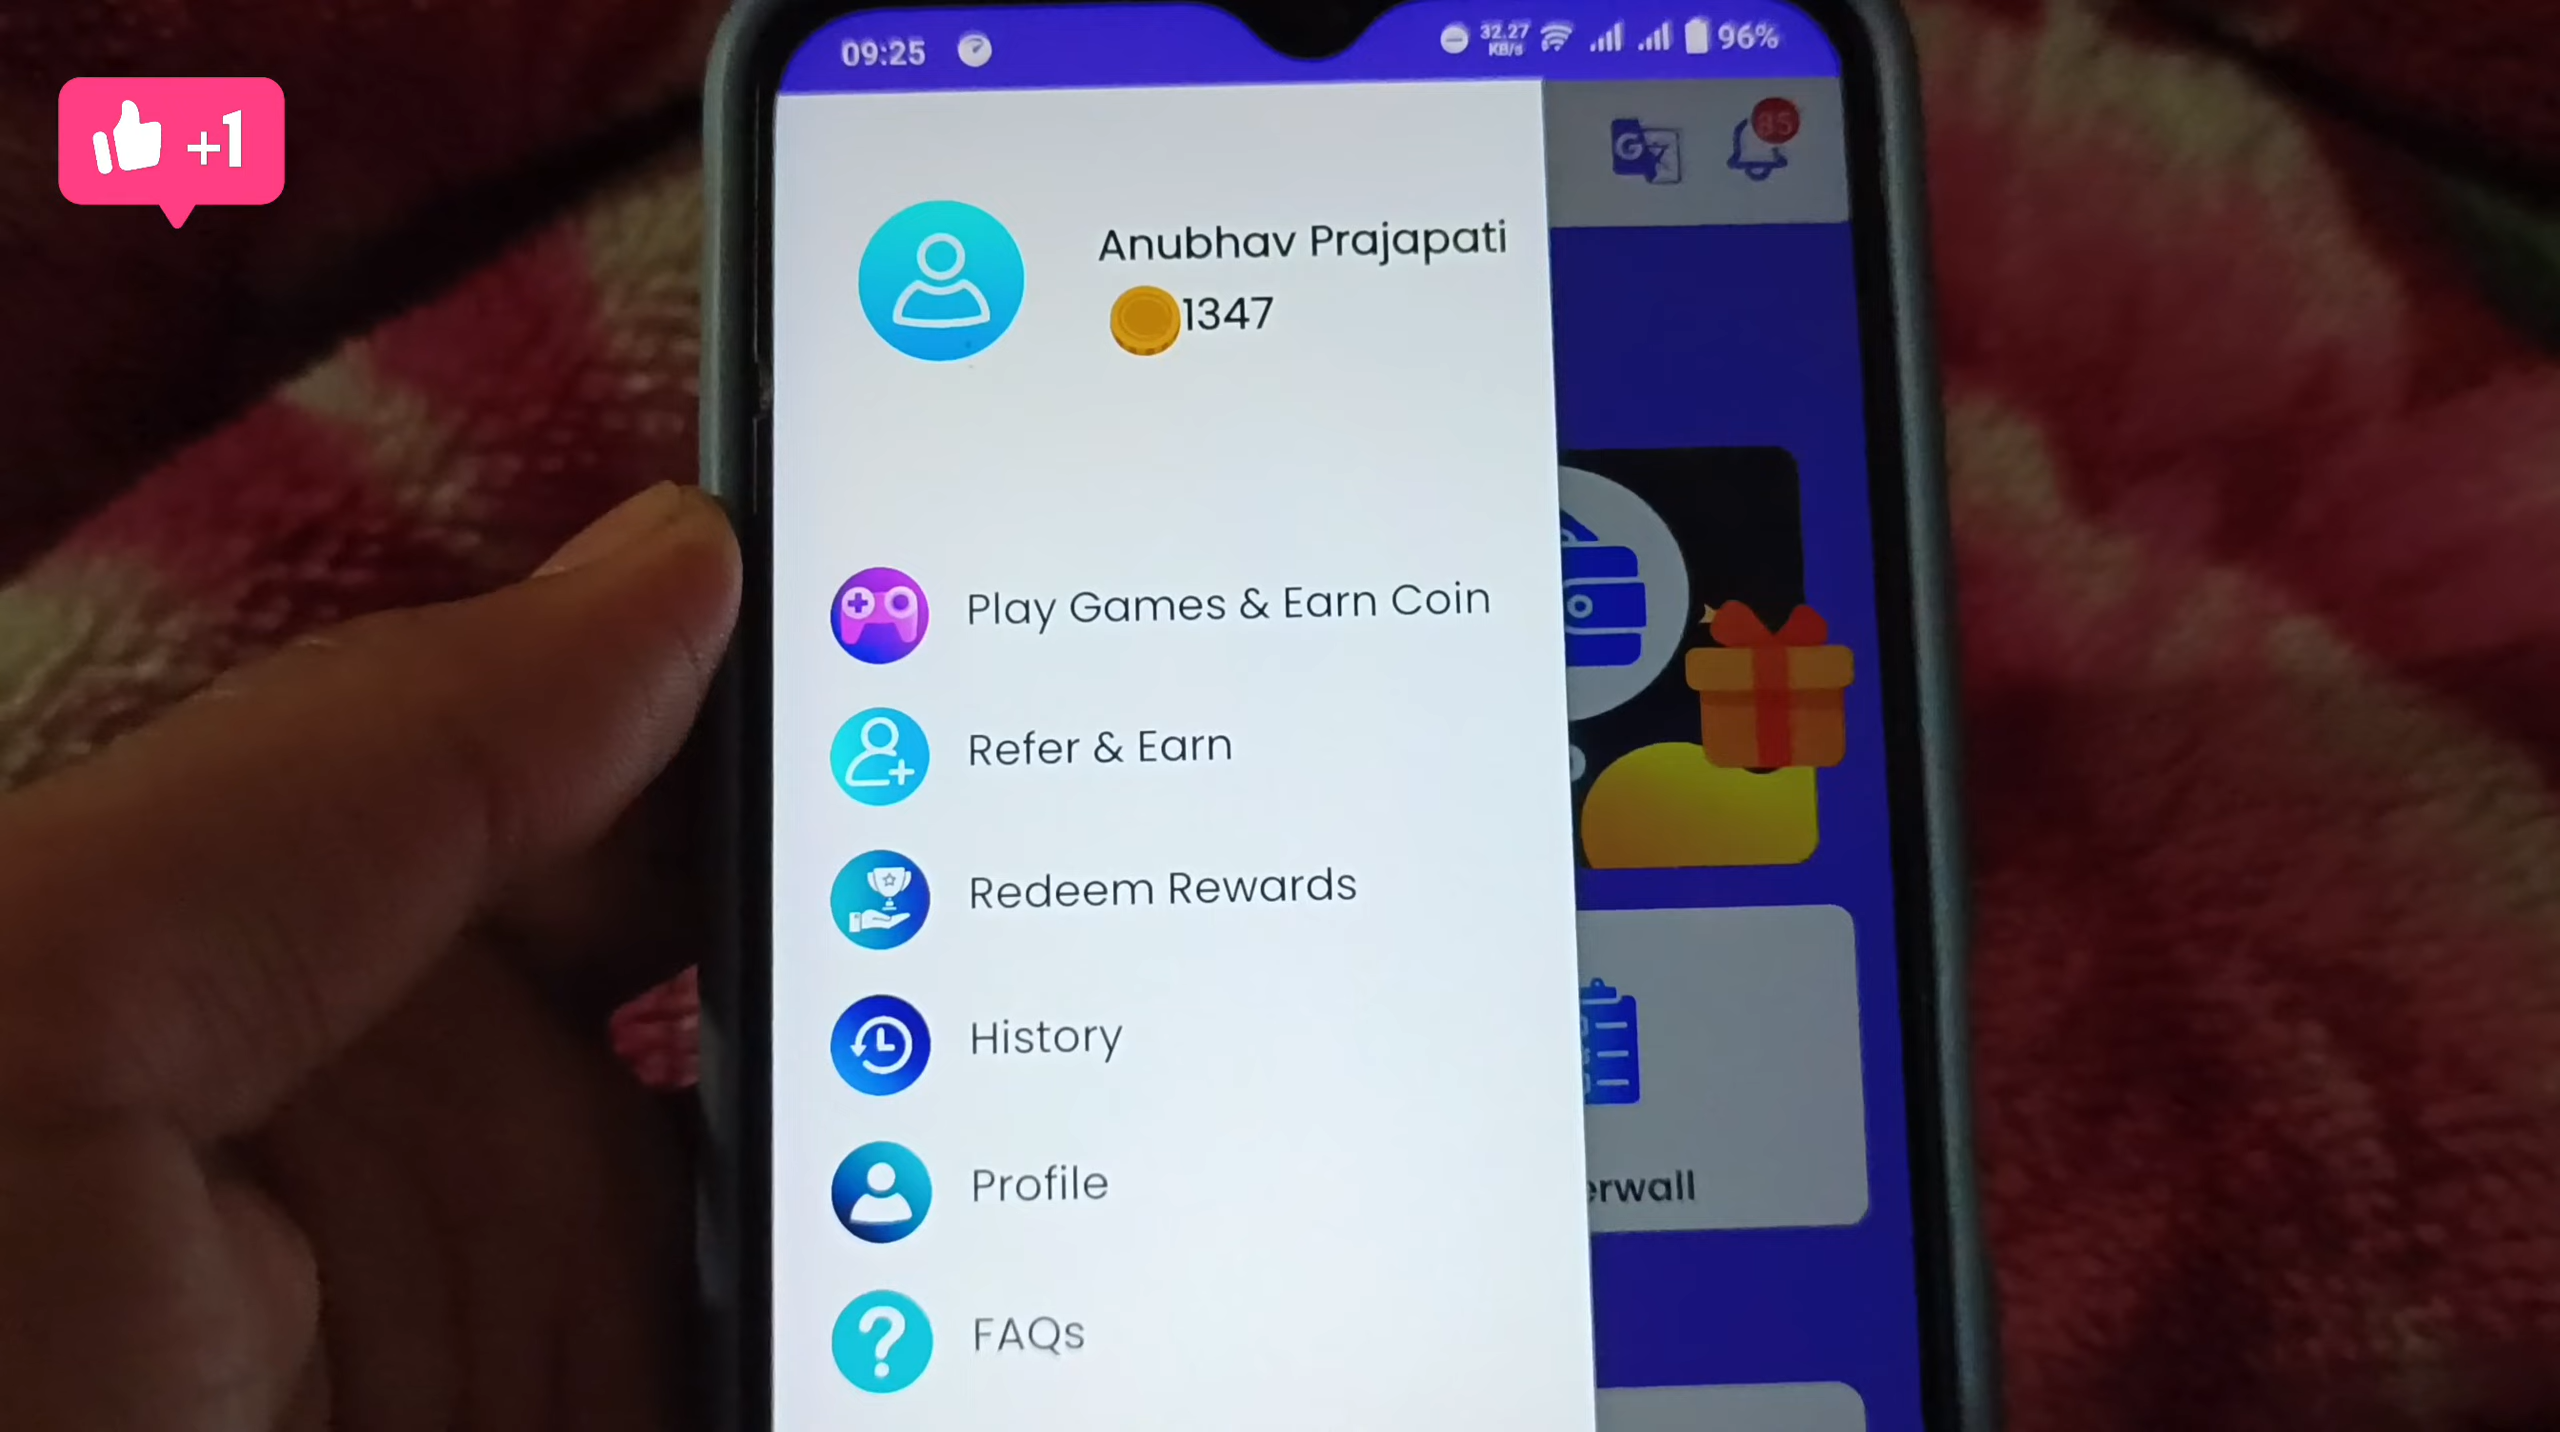 09:25
32.27
KB/s
96%
+1
G
85
Anubhav Prajapati
1347
Play Games & Earn Coin
Refer & Earn
Redeem Rewards
History
Profile
erwall
FAQs